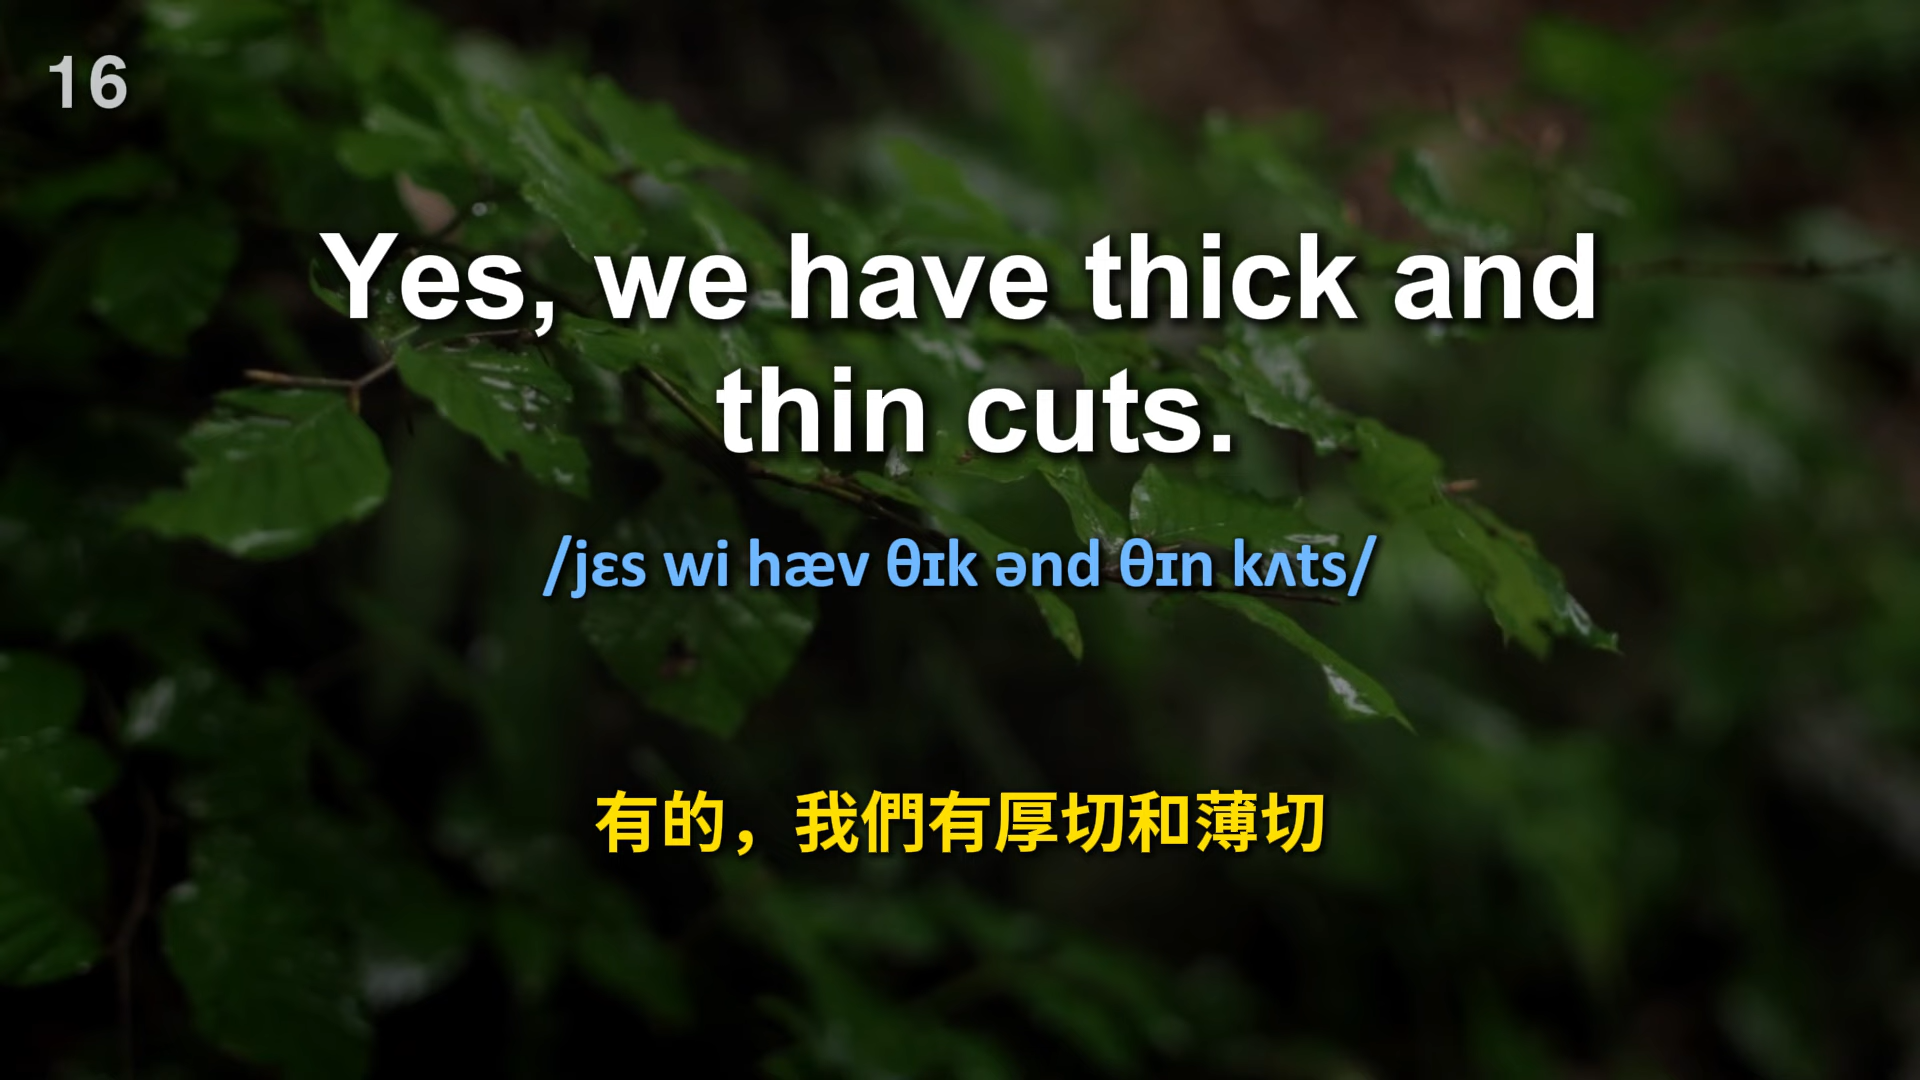 16
Yes, we have thick and
thin cuts.
/jɛs wi hæv θɪk ənd θɪn kʌts/
有的，我們有厚切和薄切